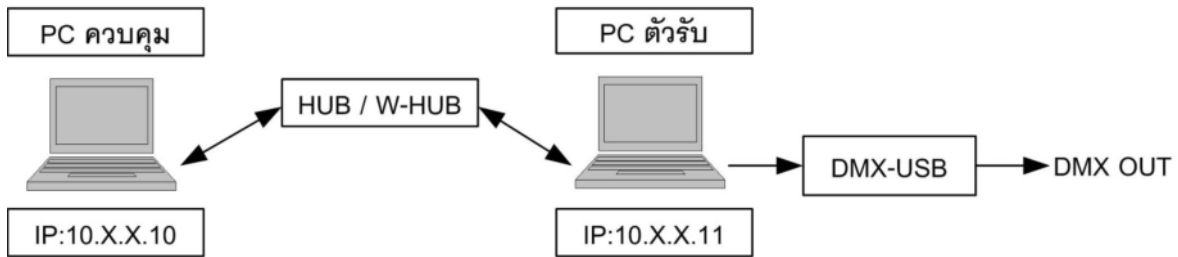 PC ควบคุม
PC ตัวรับ
HUB / W-HUB
DMX-USB
DMX OUT
IP:10.X.X.10
IP:10.X.X.11